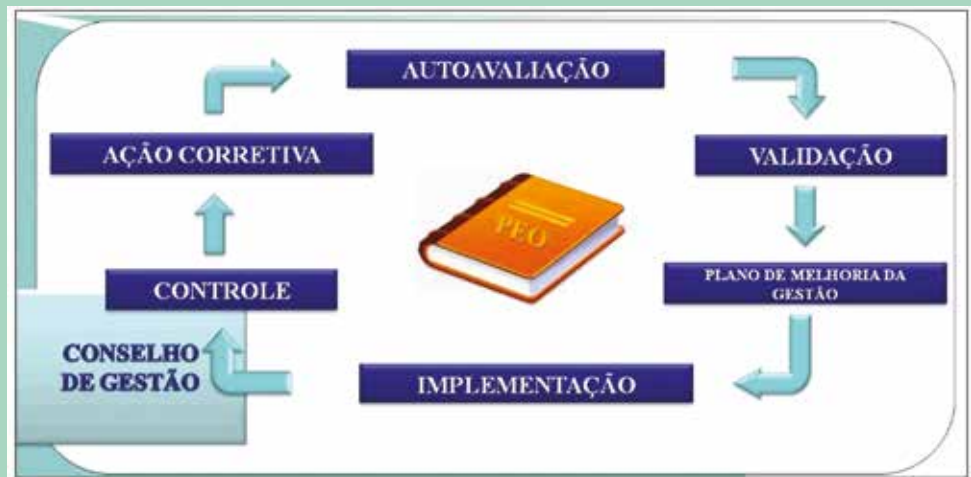 AUTOAVALIAÇÃO
AÇÃO CORRETIVA
VALIDAÇÃO
PEO
PLANO DE MELHORIA DA
GESTÃO
CONTROLE
CONSELHO
DE GESTÃO
IMPLEMENTAÇÃO